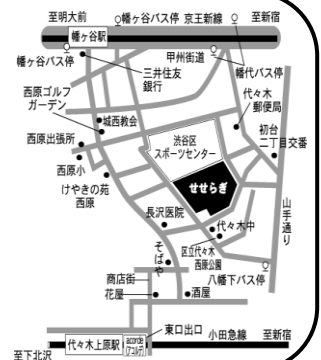 至明大前
幡ヶ谷バス停
京王新線
至新宿
幡ヶ谷駅
甲州街道
幡ヶ谷バス停
三井住友
銀行
幡代バス停
西原ゴルフ
ガーデン
代々木
郵便局
城西教会
初台
二丁目交番
西原出張所
渋谷区
スポーツセンター
西原小
けやきの苑
西原
せせらぎ
山手通り
長沢医院
代々木中
そばや
区立代々木
西原公園
商店街
八幡下バス停
花屋
酒屋
東口出口
代々木上原駅
acorde
(アコルデ)
小田急線
至新宿
至下北沢